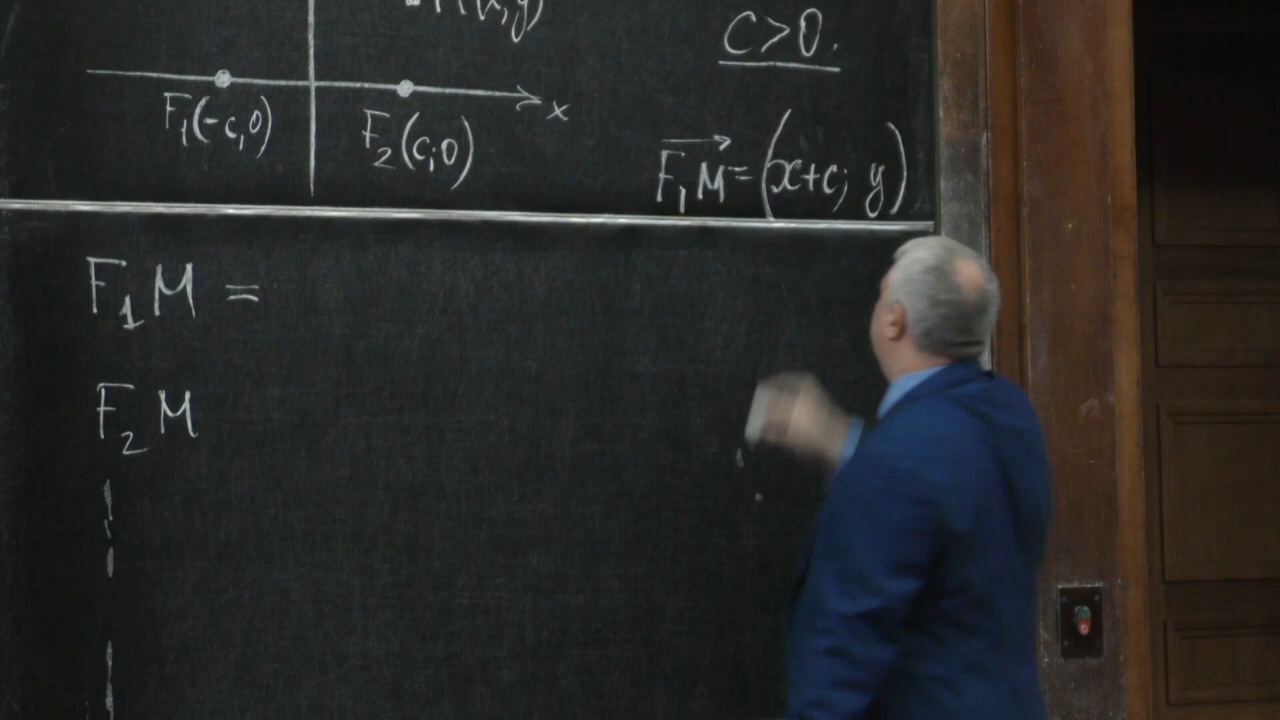 M(x,y)
C>0.
x
F₁(-c,0)
F₂(c;0)
F₁M=(x+c; y)
F₁M =
F₂M